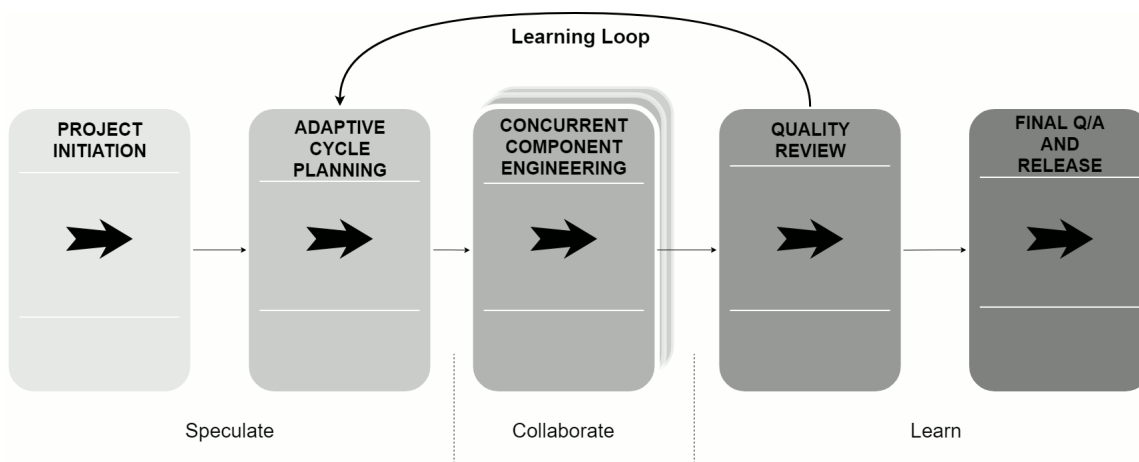 Learning Loop
PROJECT
INITIATION
ADAPTIVE
CYCLE
PLANNING
CONCURRENT
COMPONENT
ENGINEERING
QUALITY
REVIEW
FINAL Q/A
AND
RELEASE
Speculate
Collaborate
Learn